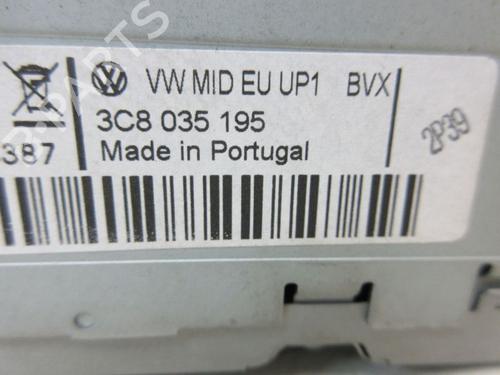 VW MID EU UP1 BVX
3C8 035 195
387 Made in Portugal
2P39